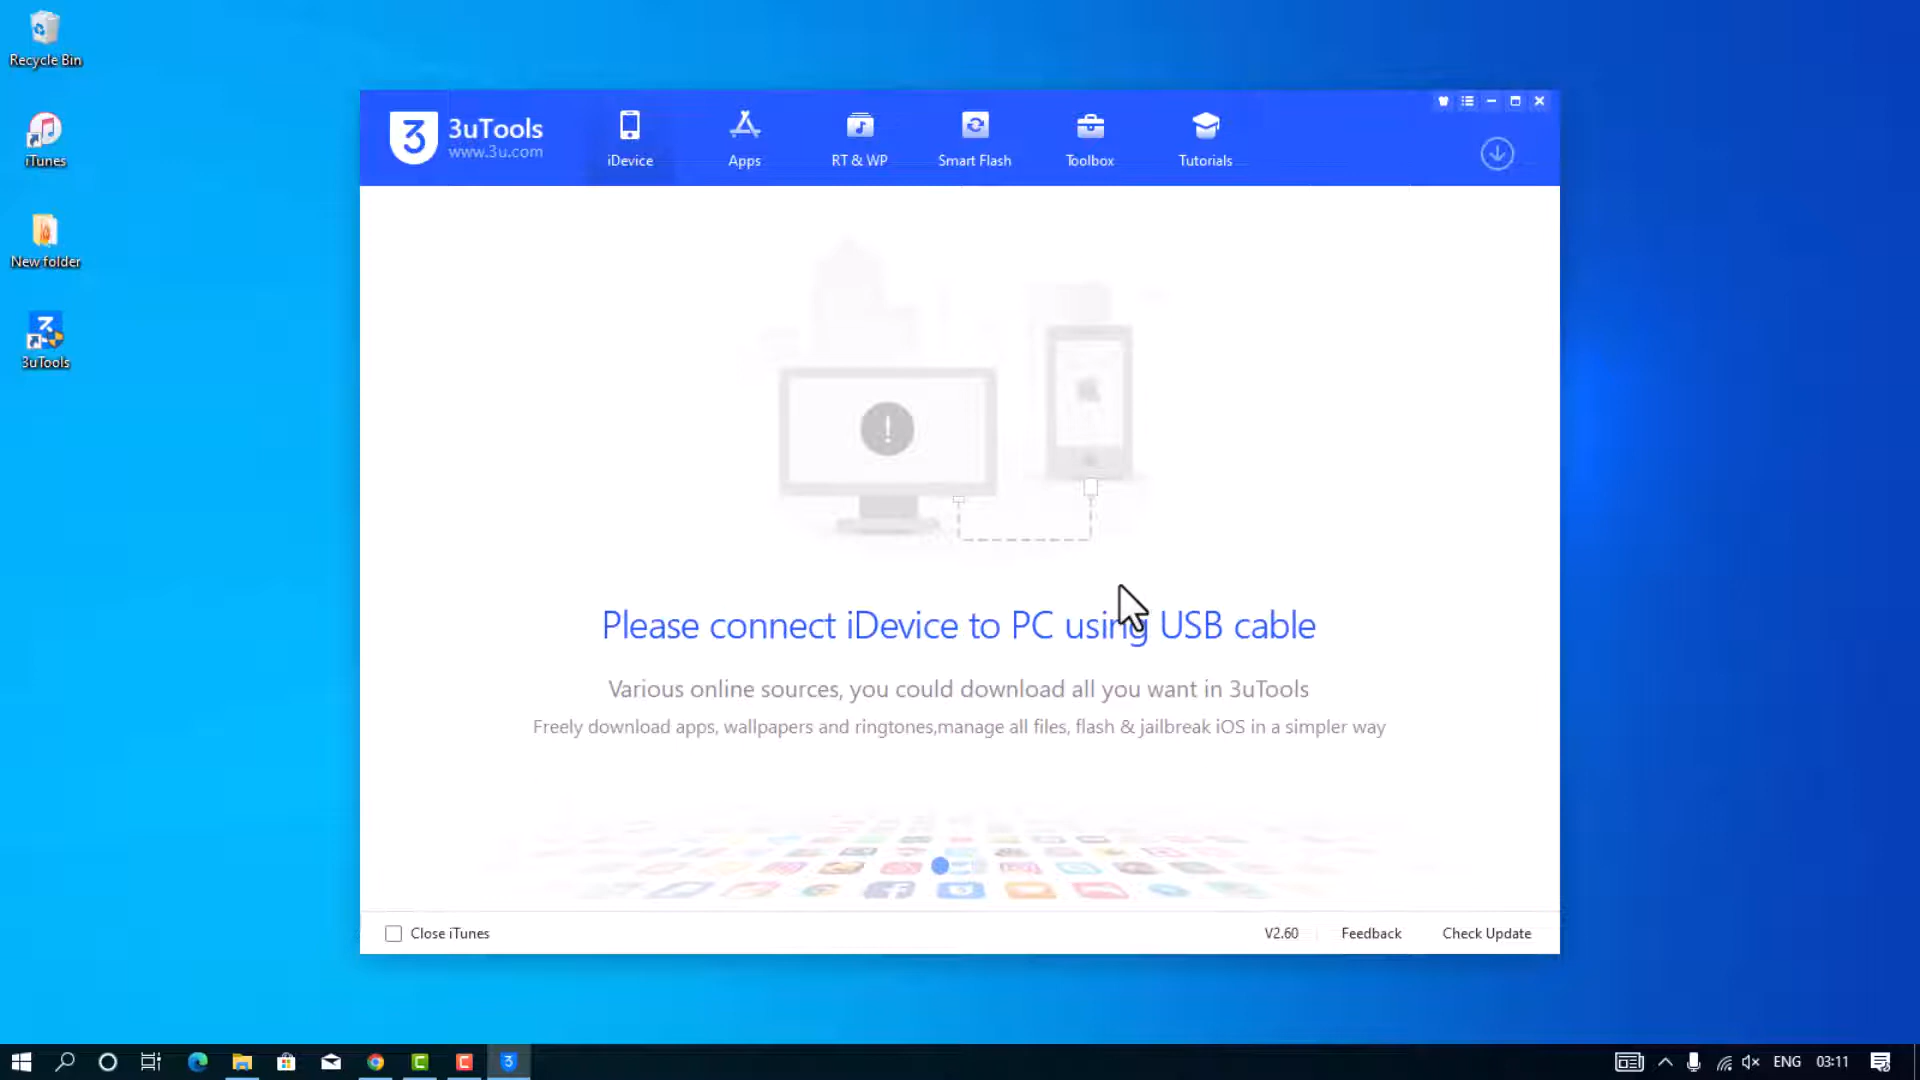 Recycle Bin
iTunes
New folder
3uTools
3uTools
www.3u.com
iDevice
Apps
RT & WP
Smart Flash
Toolbox
Tutorials
Please connect iDevice to PC using USB cable
Various online sources, you could download all you want in 3uTools
Freely download apps, wallpapers and ringtones,manage all files, flash & jailbreak iOS in a simpler way
Close iTunes
V2.60
Feedback
Check Update
ENG
03:11